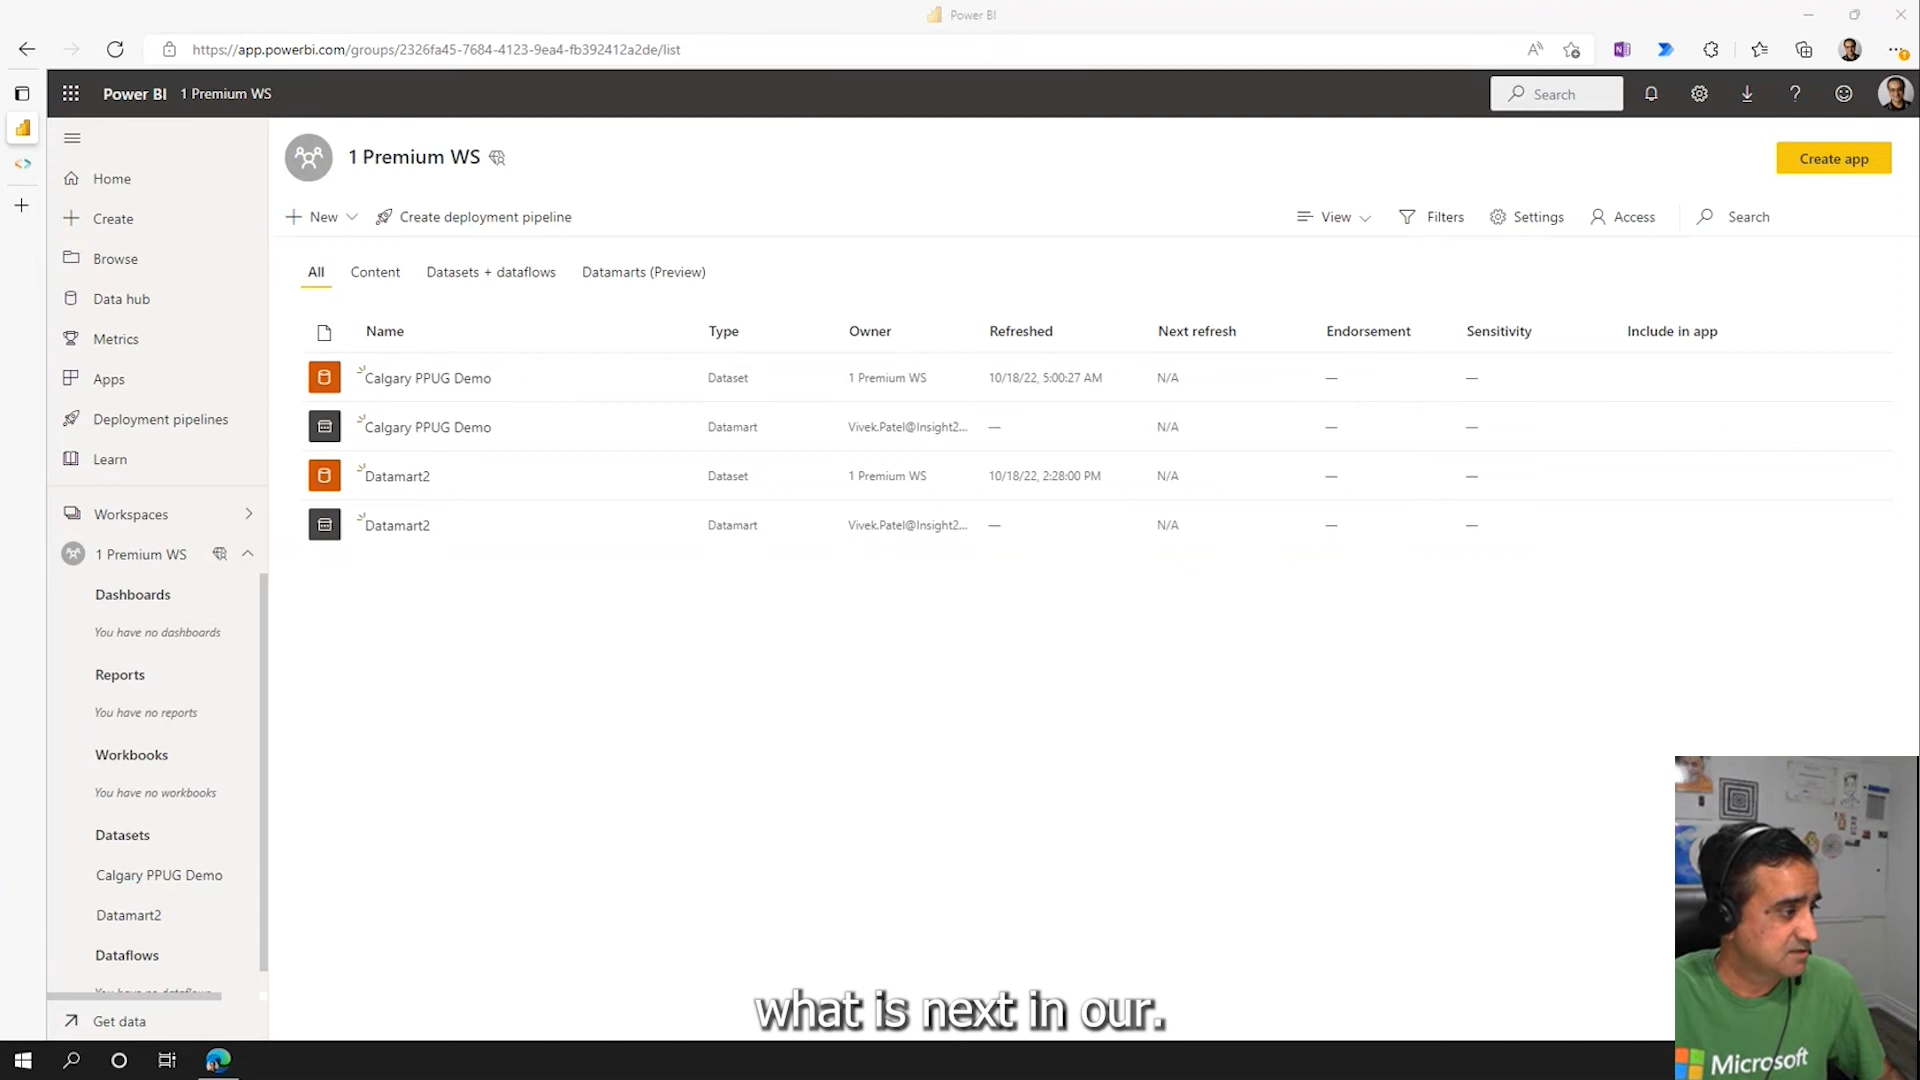 Power BI
https://app.powerbi.com/groups/2326fa45-7684-4123-9ea4-fb392412a2de/list
Power BI 1 Premium WS
Search
1 Premium WS
Create app
New Create deployment pipeline
View Filters Settings Access Search
All Content Datasets + dataflows Datamarts (Preview)
Name Type Owner Refreshed Next refresh Endorsement Sensitivity Include in app
Calgary PPUG Demo Dataset 1 Premium WS 10/18/22, 5:00:27 AM N/A — —
Calgary PPUG Demo Datamart Vivek.Patel@Insight2... — N/A — —
Datamart2 Dataset 1 Premium WS 10/18/22, 2:28:00 PM N/A — —
Datamart2 Datamart Vivek.Patel@Insight2... — N/A — —
Home
Create
Browse
Data hub
Metrics
Apps
Deployment pipelines
Learn
Workspaces
1 Premium WS
Dashboards
You have no dashboards
Reports
You have no reports
Workbooks
You have no workbooks
Datasets
Calgary PPUG Demo
Datamart2
Dataflows
Get data
what is next in our.
Microsoft